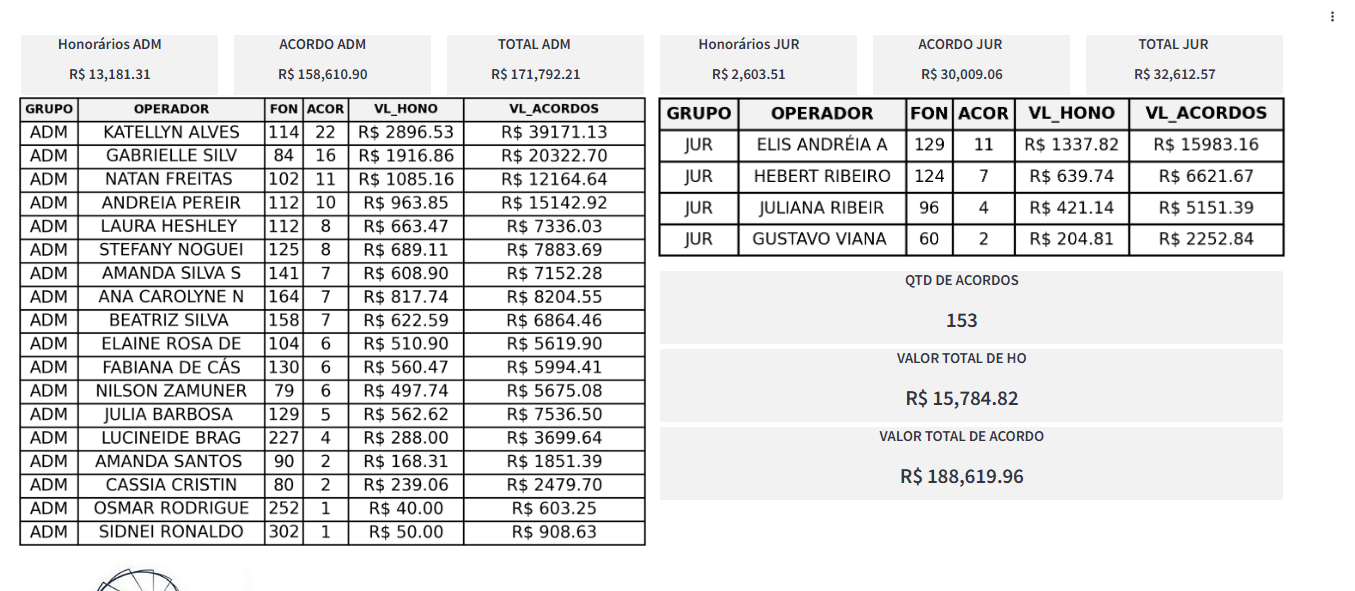 Honorários ADM
R$ 13,181.31
ACORDO ADM
R$ 158,610.90
TOTAL ADM
R$ 171,792.21
Honorários JUR
R$ 2,603.51
ACORDO JUR
R$ 30,009.06
TOTAL JUR
R$ 32,612.57
GRUPO OPERADOR FON ACOR VL_HONO VL_ACORDOS
ADM KATELLYN ALVES 114 22 R$ 2896.53 R$ 39171.13
ADM GABRIELLE SILV 84 16 R$ 1916.86 R$ 20322.70
ADM NATAN FREITAS 102 11 R$ 1085.16 R$ 12164.64
ADM ANDREIA PEREIR 112 10 R$ 963.85 R$ 15142.92
ADM LAURA HESHLEY 112 8 R$ 663.47 R$ 7336.03
ADM STEFANY NOGUEI 125 8 R$ 689.11 R$ 7883.69
ADM AMANDA SILVA S 141 7 R$ 608.90 R$ 7152.28
ADM ANA CAROLYNE N 164 7 R$ 817.74 R$ 8204.55
ADM BEATRIZ SILVA 158 7 R$ 622.59 R$ 6864.46
ADM ELAINE ROSA DE 104 6 R$ 510.90 R$ 5619.90
ADM FABIANA DE CÁS 130 6 R$ 560.47 R$ 5994.41
ADM NILSON ZAMUNER 79 6 R$ 497.74 R$ 5675.08
ADM JULIA BARBOSA 129 5 R$ 562.62 R$ 7536.50
ADM LUCINEIDE BRAG 227 4 R$ 288.00 R$ 3699.64
ADM AMANDA SANTOS 90 2 R$ 168.31 R$ 1851.39
ADM CASSIA CRISTIN 80 2 R$ 239.06 R$ 2479.70
ADM OSMAR RODRIGUE 252 1 R$ 40.00 R$ 603.25
ADM SIDNEI RONALDO 302 1 R$ 50.00 R$ 908.63
GRUPO OPERADOR FON ACOR VL_HONO VL_ACORDOS
JUR ELIS ANDRÉIA A 129 11 R$ 1337.82 R$ 15983.16
JUR HEBERT RIBEIRO 124 7 R$ 639.74 R$ 6621.67
JUR JULIANA RIBEIR 96 4 R$ 421.14 R$ 5151.39
JUR GUSTAVO VIANA 60 2 R$ 204.81 R$ 2252.84
QTD DE ACORDOS
153
VALOR TOTAL DE HO
R$ 15,784.82
VALOR TOTAL DE ACORDO
R$ 188,619.96